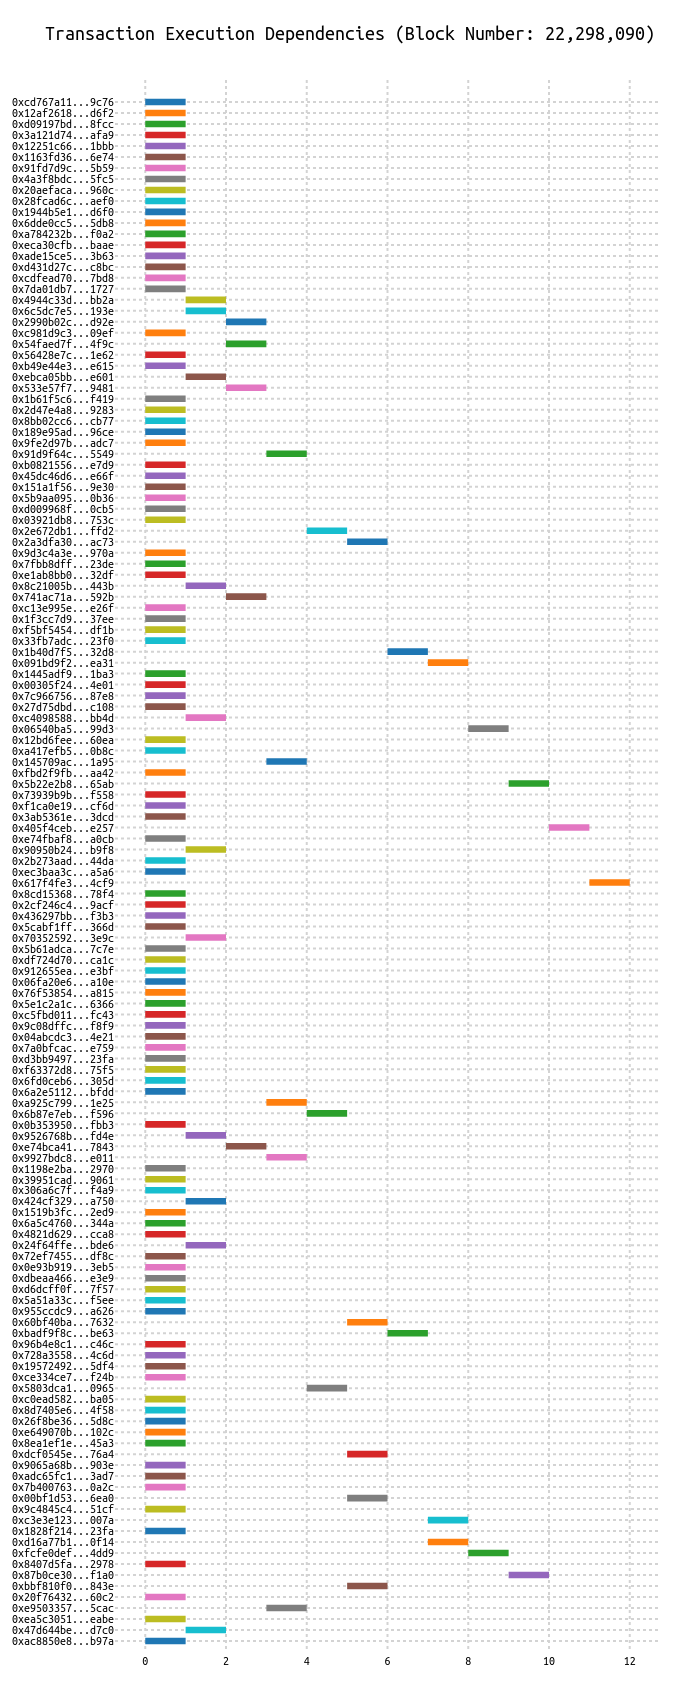 Transaction Execution Dependencies (Block Number: 22,298,090)
0xcd767a11...9c76
0x12af2618...d6f2
0xd09197bd...8fcc
0x3a121d74...afa9
0x12251c66...1bbb
0x1163fd36...6e74
0x91fd7d9c...5b59
0x4a3f8bdc...5fc5
0x20aefaca...960c
0x28fcad6c...aef0
0x1944b5e1...d6f0
0x6dde0cc5...5db8
0xa784232b...f0a2
0xeca30cfb...baae
0xade15ce5...3b63
0xd431d27c...c8bc
0xcdfead70...7bd8
0x7da01db7...1727
0x4944c33d...bb2a
0x6c5dc7e5...193e
0x2990b02c...d92e
0xc981d9c3...09ef
0x54faed7f...4f9c
0x56428e7c...1e62
0xb49e44e3...e615
0xebca05bb...e601
0x533e57f7...9481
0x1b61f5c6...f419
0x2d47e4a8...9283
0x8bb02cc6...cb77
0x189e95ad...96ce
0x9fe2d97b...adc7
0x91d9f64c...5549
0xb0821556...e7d9
0x45dc46d6...e66f
0x151a1f56...9e30
0x5b9aa095...0b36
0xd009968f...0cb5
0x03921db8...753c
0x2e672db1...ffd2
0x2a3dfa30...ac73
0x9d3c4a3e...970a
0x7fbb8dff...23de
0xe1ab8bb0...32df
0x8c21005b...443b
0x741ac71a...592b
0xc13e995e...e26f
0x1f3cc7d9...37ee
0xf5bf5454...df1b
0x33fb7adc...23f0
0x1b40d7f5...32d8
0x091bd9f2...ea31
0x1445adf9...1ba3
0x00305f24...4e01
0x7c966756...87e8
0x27d75dbd...c108
0xc4098588...bb4d
0x06540ba5...99d3
0x12bd6fee...60ea
0xa417efb5...0b8c
0x145709ac...1a95
0xfbd2f9fb...aa42
0x5b22e2b8...65ab
0x73939b9b...f558
0xf1ca0e19...cf6d
0x3ab5361e...3dcd
0x405f4ceb...e257
0xe74fbaf8...a0cb
0x90950b24...b9f8
0x2b273aad...44da
0xec3baa3c...a5a6
0x617f4fe3...4cf9
0x8cd15368...78f4
0x2cf246c4...9acf
0x436297bb...f3b3
0x5cabf1ff...366d
0x70352592...3e9c
0x5b61adca...7c7e
0xdf724d70...ca1c
0x912655ea...e3bf
0x06fa20e6...a10e
0x76f53854...a815
0x5e1c2a1c...6366
0xc5fbd011...fc43
0x9c08dffc...f8f9
0x04abcdc3...4e21
0x7a0bfcac...e759
0xd3bb9497...23fa
0xf63372d8...75f5
0x6fd0ceb6...305d
0x6a2e5112...bfdd
0xa925c799...1e25
0x6b87e7eb...f596
0x0b353950...fbb3
0x9526768b...fd4e
0xe74bca41...7843
0x9927bdc8...e011
0x1198e2ba...2970
0x39951cad...9061
0x306a6c7f...f4a9
0x424cf329...a750
0x1519b3fc...2ed9
0x6a5c4760...344a
0x4821d629...cca8
0x24f64ffe...bde6
0x72ef7455...df8c
0x0e93b919...3eb5
0xdbeaa466...e3e9
0xd6dcff0f...7f57
0x5a51a33c...f5ee
0x955ccdc9...a626
0x60bf40ba...7632
0xbadf9f8c...be63
0x96b4e8c1...c46c
0x728a3558...4c6d
0x19572492...5df4
0xce334ce7...f24b
0x5803dca1...0965
0xc0ead582...ba05
0x8d7405e6...4f58
0x26f8be36...5d8c
0xe649070b...102c
0x8ea1ef1e...45a3
0xdcf0545e...76a4
0x9065a68b...903e
0xadc65fc1...3ad7
0x7b400763...0a2c
0x00bf1d53...6ea0
0x9c4845c4...51cf
0xc3e3e123...007a
0x1828f214...23fa
0xd16a77b1...0f14
0xfcfe0def...4dd9
0x8407d5fa...2978
0x87b0ce30...f1a0
0xbbf810f0...843e
0x20f76432...60c2
0xe9503357...5cac
0xea5c3051...eabe
0x47d644be...d7c0
0xac8850e8...b97a
0 2 4 6 8 10 12